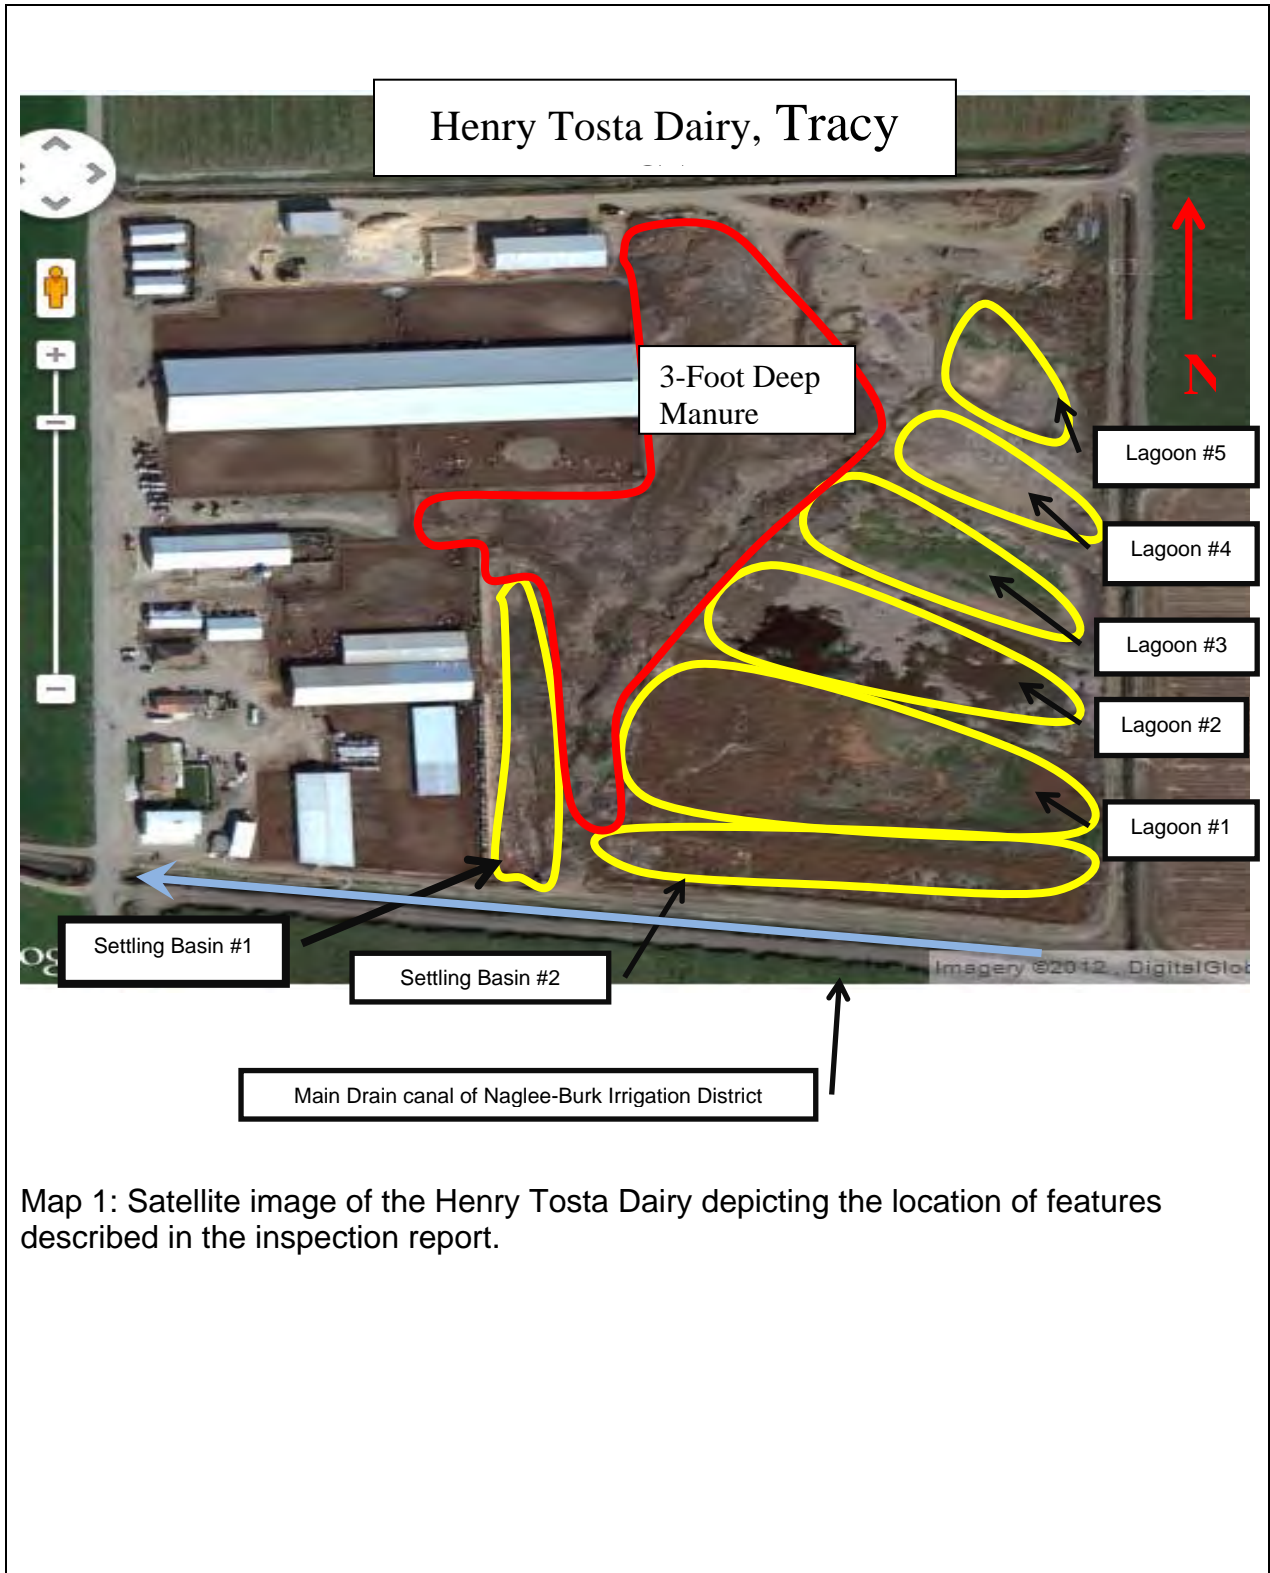 Henry Tosta Dairy, Tracy
N
3-Foot Deep
Manure
Lagoon #5
Lagoon #4
Lagoon #3
Lagoon #2
Lagoon #1
Settling Basin #1
Settling Basin #2
Imagery ©2012 , DigitalGlob
Main Drain canal of Naglee-Burk Irrigation District
Map 1: Satellite image of the Henry Tosta Dairy depicting the location of features
described in the inspection report.